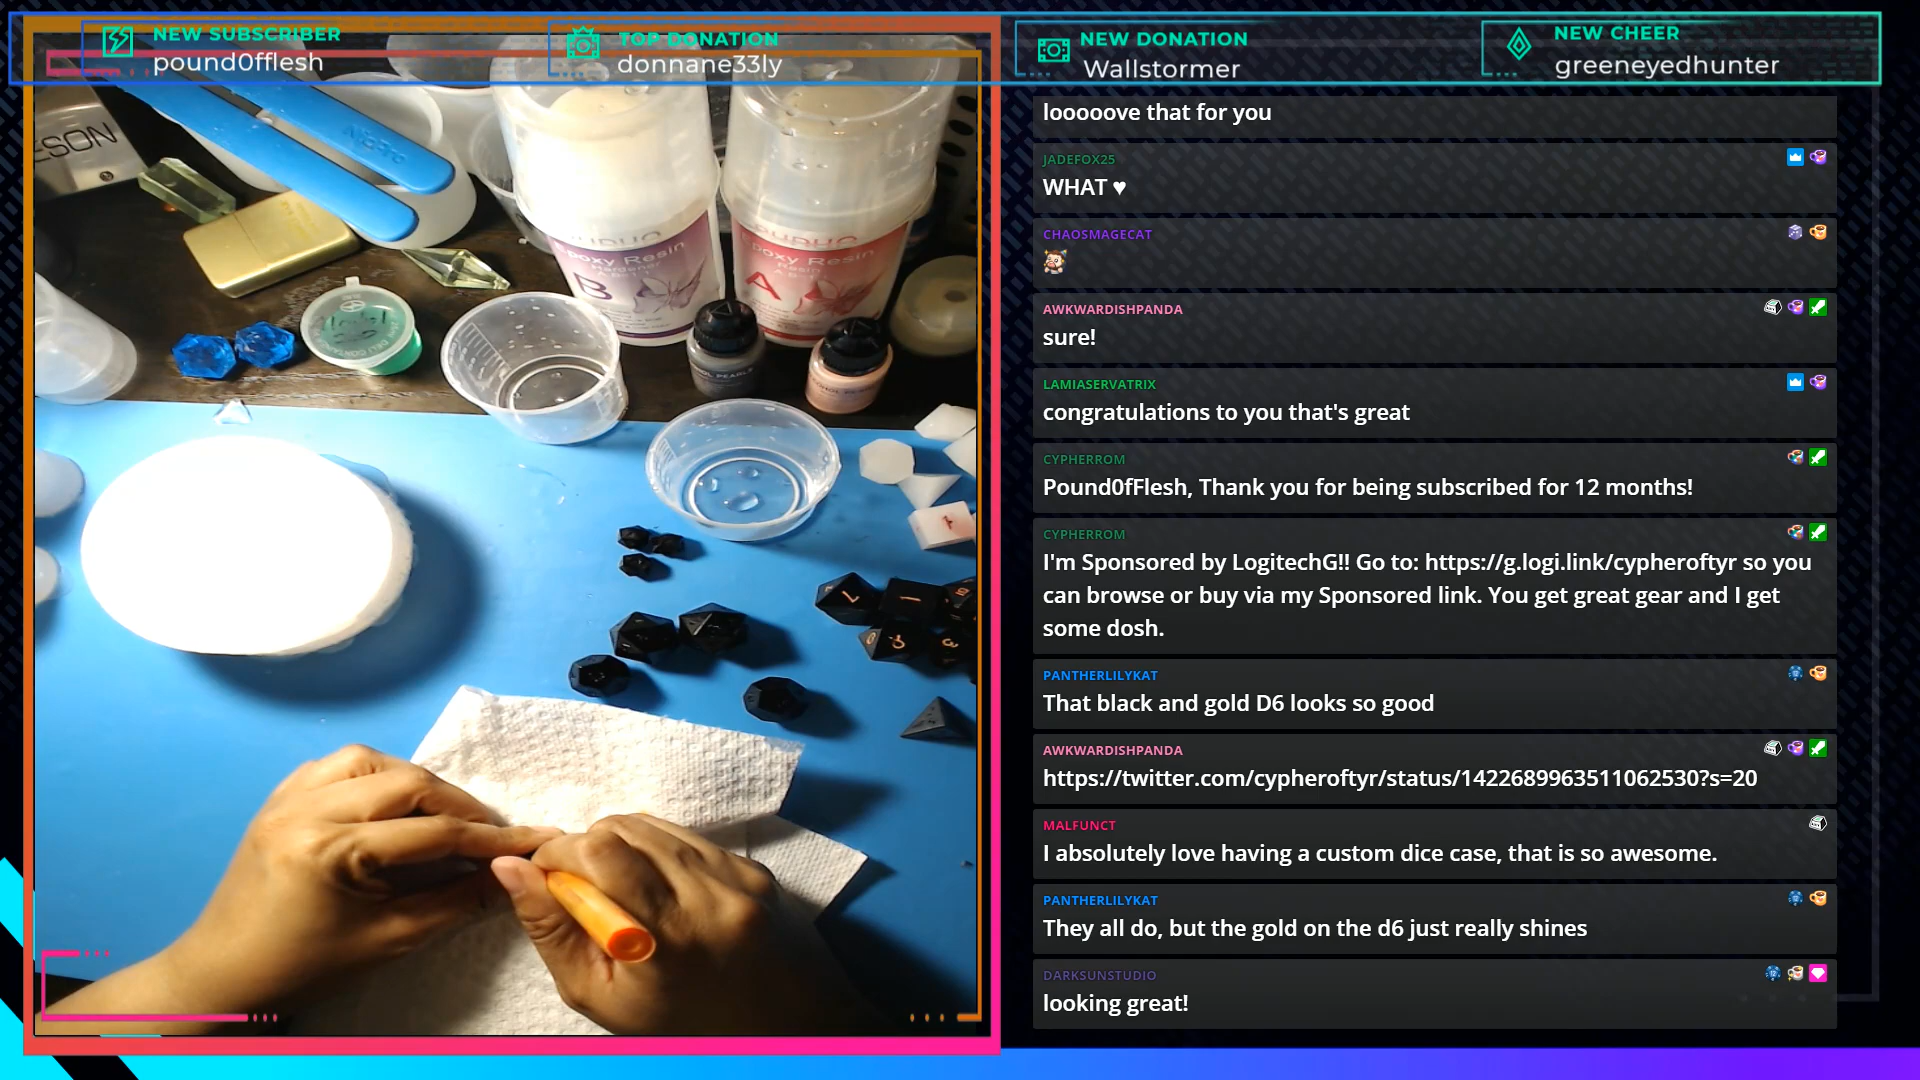 NEW SUBSCRIBER
pound0fflesh
TOP DONATION
donnane33ly
NEW DONATION
Wallstormer
NEW CHEER
greeneyedhunter
ESON
Epoxy Resin
Hardener
B
Epoxy Resin
Resin
A
looooove that for you
JADEFOX25
WHAT ♥
CHAOSMAGECAT
AWKWARDISHPANDA
sure!
LAMIASERVATRIX
congratulations to you that's great
CYPHERROM
Pound0fFlesh, Thank you for being subscribed for 12 months!
CYPHERROM
I'm Sponsored by LogitechG!! Go to: https://g.logi.link/cypheroftyr so you
can browse or buy via my Sponsored link. You get great gear and I get
some dosh.
PANTHERLILYKAT
That black and gold D6 looks so good
AWKWARDISHPANDA
https://twitter.com/cypheroftyr/status/1422689963511062530?s=20
MALFUNCT
I absolutely love having a custom dice case, that is so awesome.
PANTHERLILYKAT
They all do, but the gold on the d6 just really shines
DARKSUNSTUDIO
looking great!